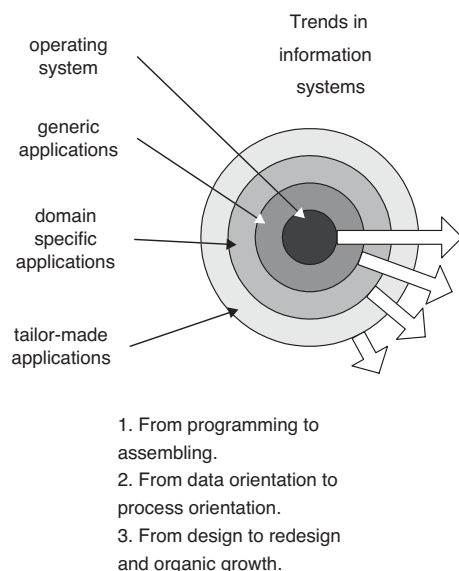 Trends in
information
systems
operating
system
generic
applications
domain
specific
applications
tailor-made
applications
1. From programming to
assembling.
2. From data orientation to
process orientation.
3. From design to redesign
and organic growth.